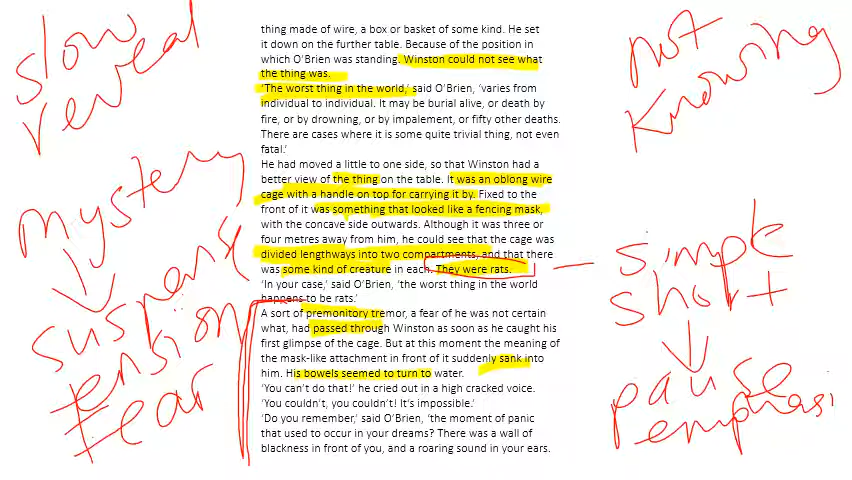 slow
reveal
mystery
suspense
tension
fear
thing made of wire, a box or basket of some kind. He set
it down on the further table. Because of the position in
which O'Brien was standing. Winston could not see what
the thing was.
'The worst thing in the world,' said O'Brien, 'varies from
individual to individual. It may be burial alive, or death by
fire, or by drowning, or by impalement, or fifty other deaths.
There are cases where it is some quite trivial thing, not even
fatal.'
He had moved a little to one side, so that Winston had a
better view of the thing on the table. It was an oblong wire
cage with a handle on top for carrying it by. Fixed to the
front of it was something that looked like a fencing mask,
with the concave side outwards. Although it was three or
four metres away from him, he could see that the cage was
divided lengthways into two compartments, and that there
was some kind of creature in each. They were rats.
'In your case,' said O'Brien, 'the worst thing in the world
happens to be rats.'
A sort of premonitory tremor, a fear of he was not certain
what, had passed through Winston as soon as he caught his
first glimpse of the cage. But at this moment the meaning of
the mask-like attachment in front of it suddenly sank into
him. His bowels seemed to turn to water.
'You can't do that!' he cried out in a high cracked voice.
'You couldn't, you couldn't! It's impossible.'
'Do you remember,' said O'Brien, 'the moment of panic
that used to occur in your dreams? There was a wall of
blackness in front of you, and a roaring sound in your ears.
not
knowing
simple
short
pause
emphasi